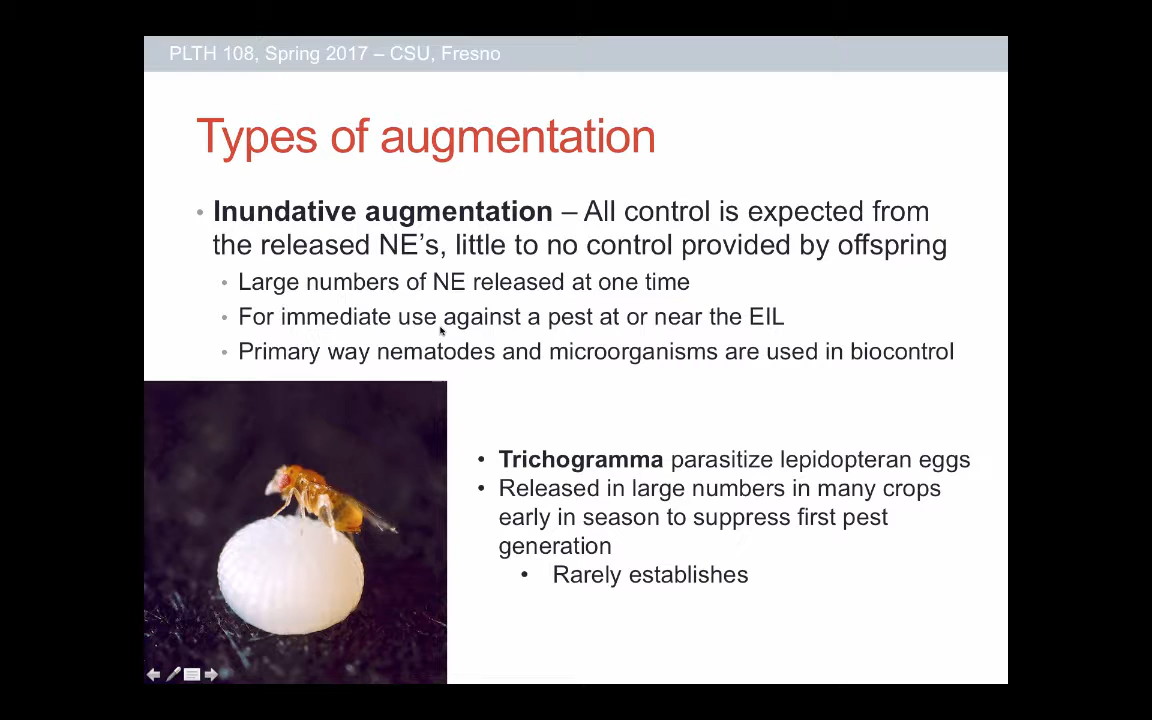 PLTH 108, Spring 2017 – CSU, Fresno
Types of augmentation
• Inundative augmentation – All control is expected from
the released NE's, little to no control provided by offspring
• Large numbers of NE released at one time
• For immediate use against a pest at or near the EIL
• Primary way nematodes and microorganisms are used in biocontrol
• Trichogramma parasitize lepidopteran eggs
• Released in large numbers in many crops
early in season to suppress first pest
generation
• Rarely establishes